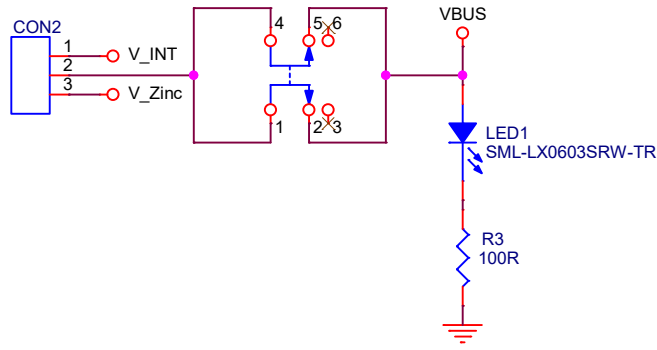 VBUS
CON2
4
5
6
1
V_INT
2
3
V_Zinc
1
2
3
LED1
SML-LX0603SRW-TR
R3
100R